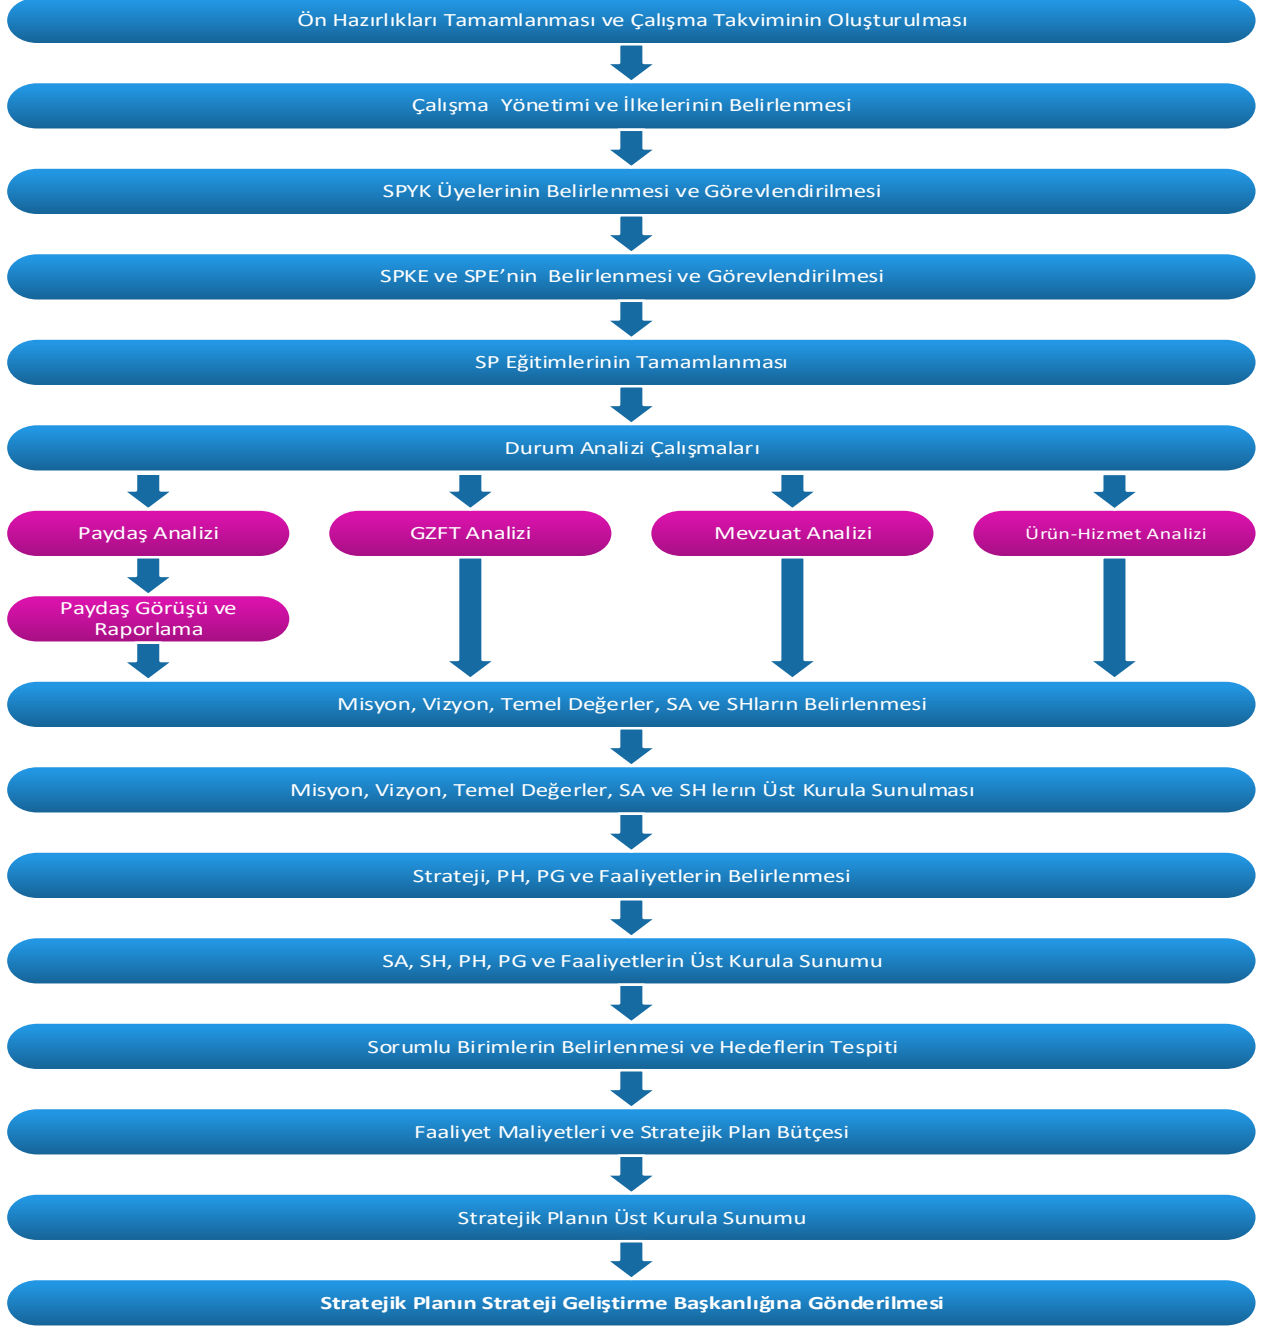 Ön Hazırlıkları Tamamlanması ve Çalışma Takviminin Oluşturulması
Çalışma Yönetimi ve İlkelerinin Belirlenmesi
SPYK Üyelerinin Belirlenmesi ve Görevlendirilmesi
SPKE ve SPE’nin Belirlenmesi ve Görevlendirilmesi
SP Eğitimlerinin Tamamlanması
Durum Analizi Çalışmaları
Paydaş Analizi
GZFT Analizi
Mevzuat Analizi
Ürün-Hizmet Analizi
Paydaş Görüşü ve
Raporlama
Misyon, Vizyon, Temel Değerler, SA ve SHların Belirlenmesi
Misyon, Vizyon, Temel Değerler, SA ve SH lerın Üst Kurula Sunulması
Strateji, PH, PG ve Faaliyetlerin Belirlenmesi
SA, SH, PH, PG ve Faaliyetlerin Üst Kurula Sunumu
Sorumlu Birimlerin Belirlenmesi ve Hedeflerin Tespiti
Faaliyet Maliyetleri ve Stratejik Plan Bütçesi
Stratejik Planın Üst Kurula Sunumu
Stratejik Planın Strateji Geliştirme Başkanlığına Gönderilmesi